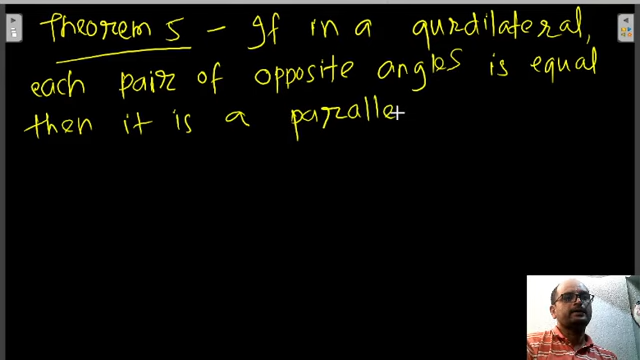 Theorem 5 - If in a qurdilateral,
each pair of opposite angles is equal
then it is a paralle